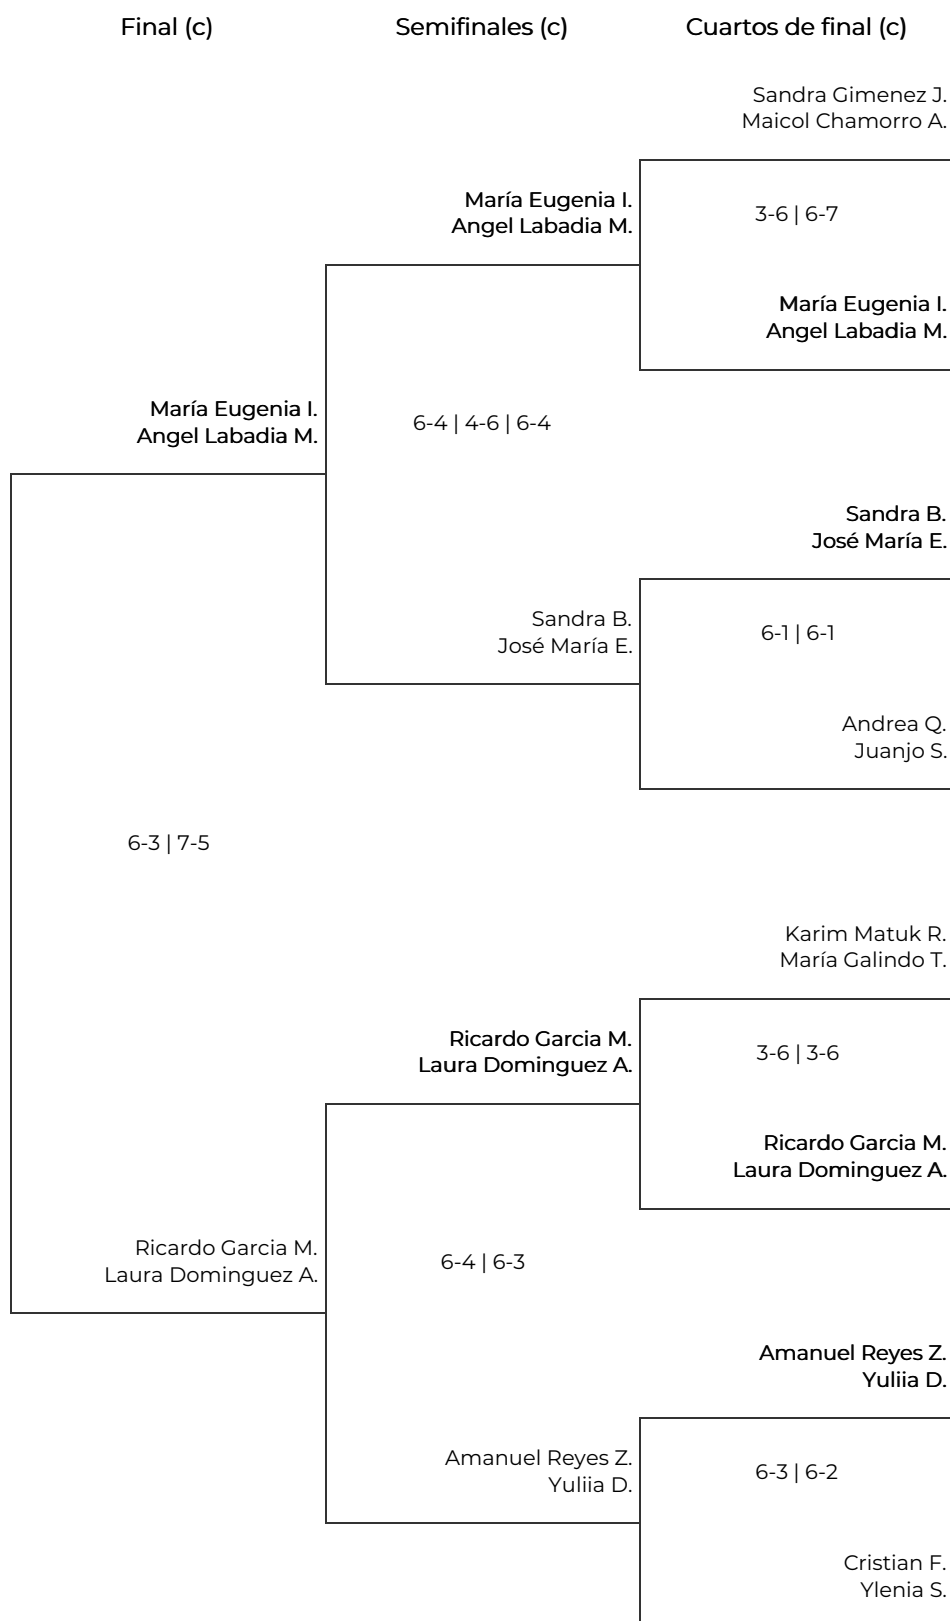 Final (c)
Semifinales (c)
Cuartos de final (c)
Sandra Gimenez J.
Maicol Chamorro A.
María Eugenia I.
Angel Labadia M.
3-6 | 6-7
María Eugenia I.
Angel Labadia M.
María Eugenia I.
Angel Labadia M.
6-4 | 4-6 | 6-4
Sandra B.
José María E.
Sandra B.
José María E.
6-1 | 6-1
Andrea Q.
Juanjo S.
6-3 | 7-5
Karim Matuk R.
María Galindo T.
Ricardo Garcia M.
Laura Dominguez A.
3-6 | 3-6
Ricardo Garcia M.
Laura Dominguez A.
Ricardo Garcia M.
Laura Dominguez A.
6-4 | 6-3
Amanuel Reyes Z.
Yuliia D.
Amanuel Reyes Z.
Yuliia D.
6-3 | 6-2
Cristian F.
Ylenia S.